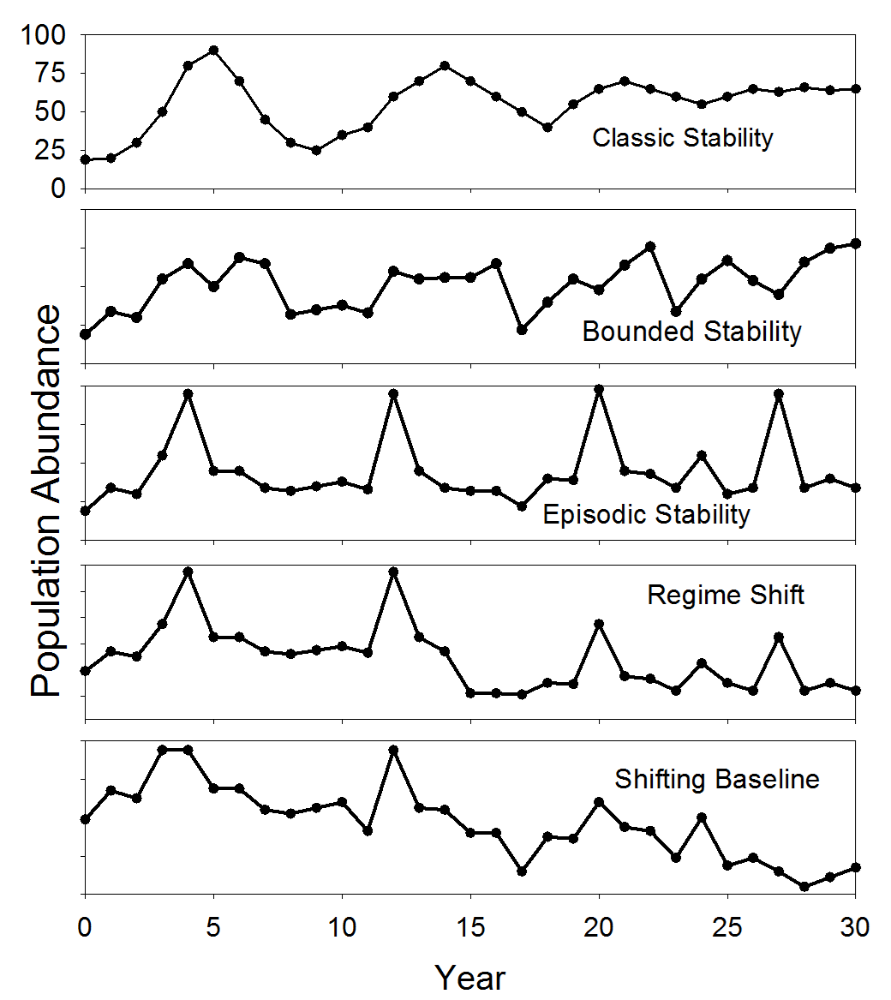 100
75
50
25
0
Classic Stability
Bounded Stability
Episodic Stability
Regime Shift
Shifting Baseline
Population Abundance
0 5 10 15 20 25 30
Year